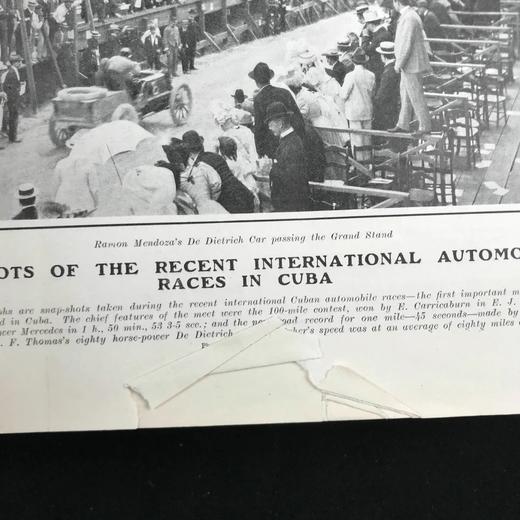 Ramon Mendoza's De Dietrich Car passing the Grand Stand
OTS OF THE RECENT INTERNATIONAL AUTOMO
RACES IN CUBA
hs are snap-shots taken during the recent international Cuban automobile races—the first important m
d in Cuba. The chief features of the meet were the 100-mile contest, won by E. Carricaburn in E. J.
cer Mercedes in 1 h., 50 min., 53 3-5 sec.; and the road record for one mile—45 seconds—made by
. F. Thomas's eighty horse-power De Dietrich her's speed was at an average of eighty miles